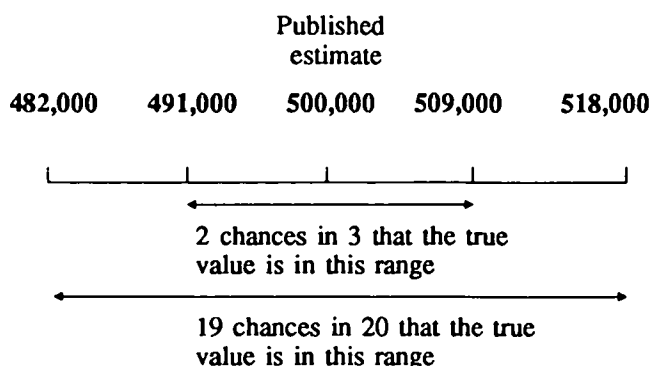 Published
estimate
482,000 491,000 500,000 509,000 518,000
2 chances in 3 that the true
value is in this range
19 chances in 20 that the true
value is in this range